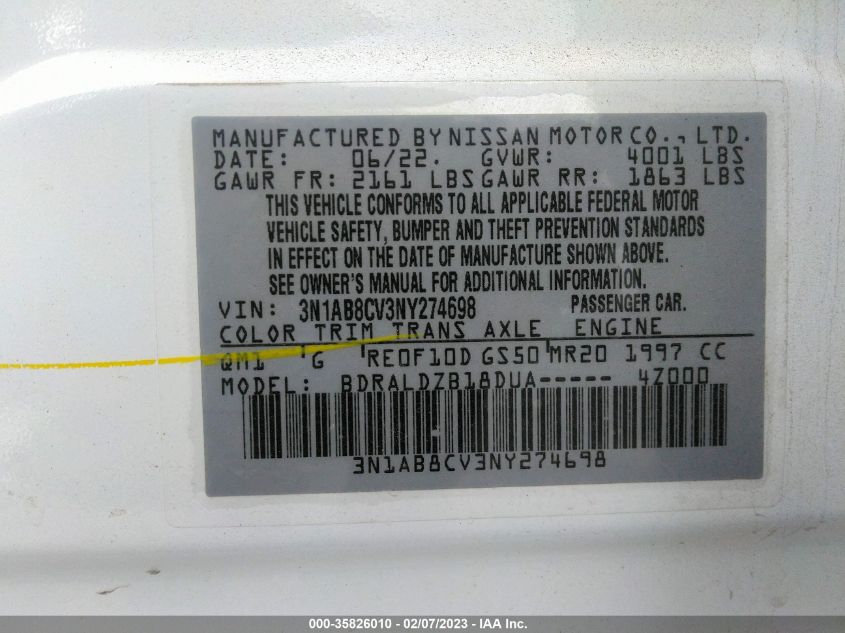 MANUFACTURED BY NISSAN MOTOR CO., LTD.
DATE: 06/22. GVWR: 4001 LBS
GAWR FR: 2161 LBS GAWR RR: 1863 LBS
THIS VEHICLE CONFORMS TO ALL APPLICABLE FEDERAL MOTOR
VEHICLE SAFETY, BUMPER AND THEFT PREVENTION STANDARDS
IN EFFECT ON THE DATE OF MANUFACTURE SHOWN ABOVE.
SEE OWNER'S MANUAL FOR ADDITIONAL INFORMATION.
VIN: 3N1AB8CV3NY274698 PASSENGER CAR.
COLOR TRIM TRANS AXLE ENGINE
QM1 G RE0F10D GS50 MR20 1997 CC
MODEL: BDRALDZB18DUA----- 4Z000
3N1AB8CV3NY274698
000-35826010 - 02/07/2023 - IAA Inc.